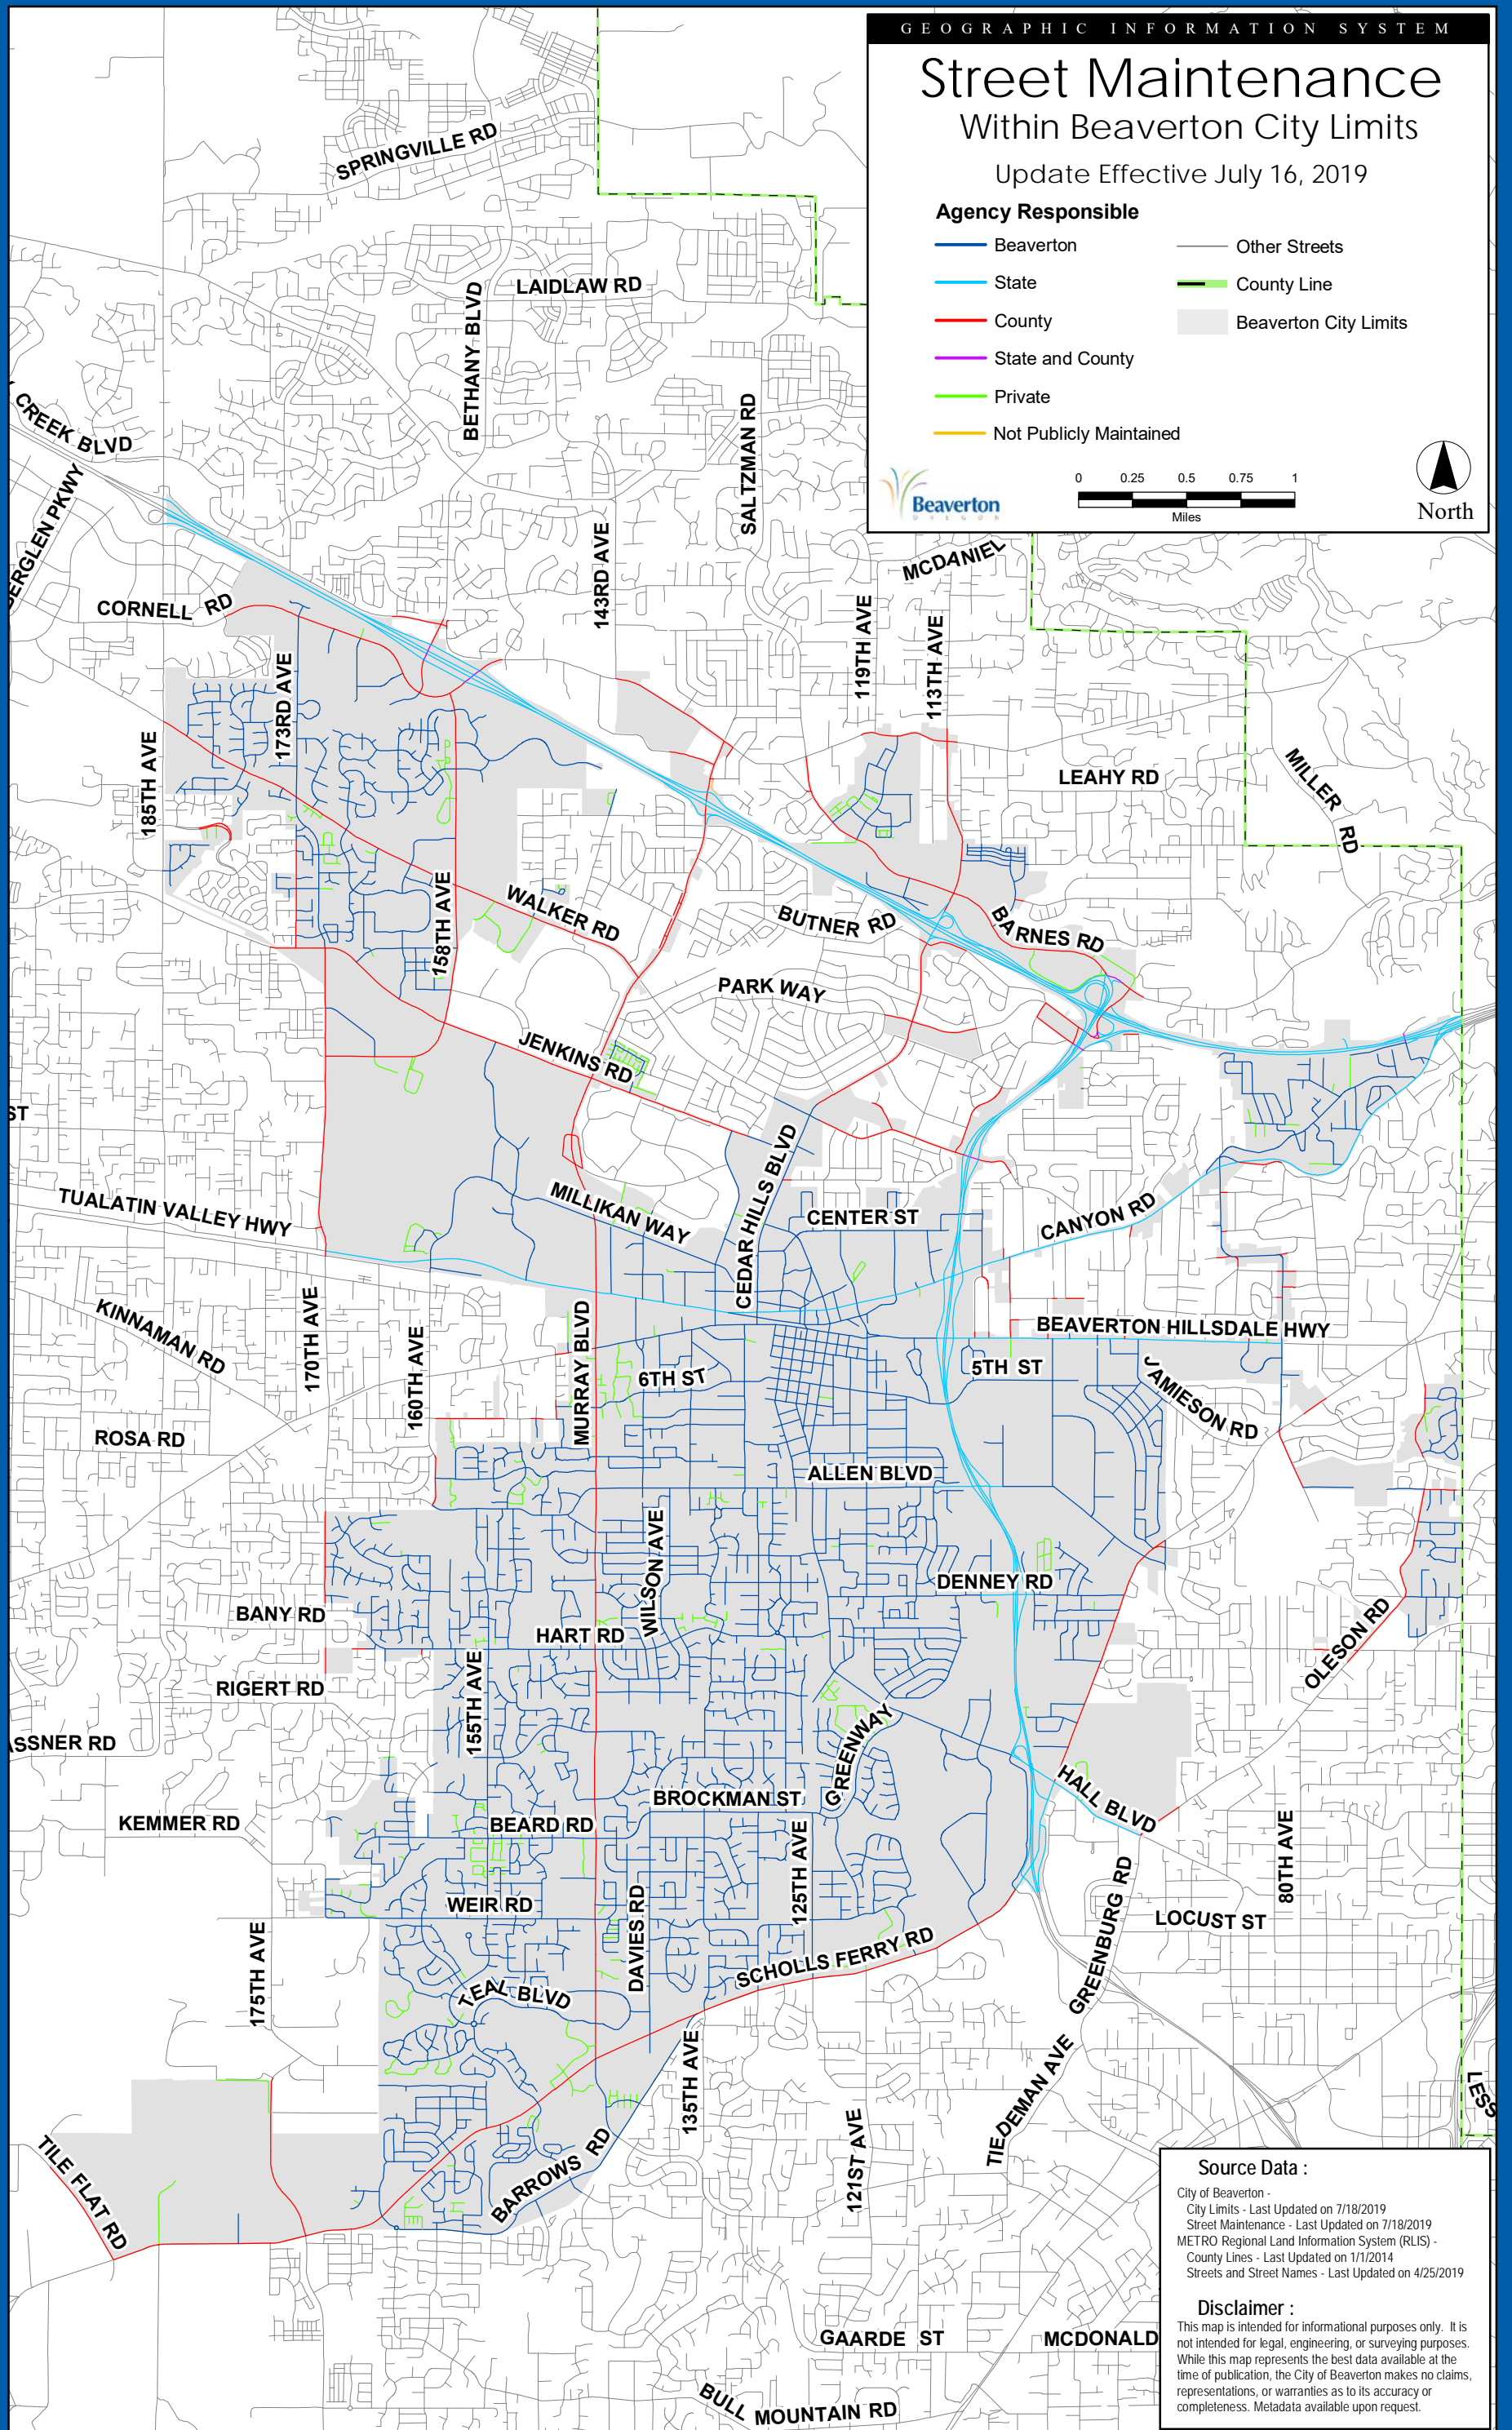 GEOGRAPHIC INFORMATION SYSTEM
Street Maintenance
Within Beaverton City Limits
Update Effective July 16, 2019
Agency Responsible
Beaverton
State
County
State and County
Private
Not Publicly Maintained
Other Streets
County Line
Beaverton City Limits
Beaverton
OREGON
0 0.25 0.5 0.75 1
Miles
North
SPRINGVILLE RD
LAIDLAW RD
BETHANY BLVD
SALTZMAN RD
CREEK BLVD
ERGLEN PKWY
143RD AVE
MCDANIEL
CORNELL RD
119TH AVE
113TH AVE
173RD AVE
185TH AVE
LEAHY RD
MILLER RD
158TH AVE
WALKER RD
BUTNER RD
BARNES RD
PARK WAY
JENKINS RD
ST
CEDAR HILLS BLVD
TUALATIN VALLEY HWY
MILLIKAN WAY
CENTER ST
CANYON RD
KINNAMAN RD
170TH AVE
160TH AVE
MURRAY BLVD
BEAVERTON HILLSDALE HWY
6TH ST
5TH ST
JAMIESON RD
ROSA RD
ALLEN BLVD
WILSON AVE
DENNEY RD
BANY RD
HART RD
OLESON RD
RIGERT RD
155TH AVE
ASSNER RD
GREENWAY
HALL BLVD
BROCKMAN ST
KEMMER RD
BEARD RD
125TH AVE
80TH AVE
WEIR RD
DAVIES RD
GREENBURG RD
LOCUST ST
175TH AVE
SCHOLLS FERRY RD
TEAL BLVD
135TH AVE
TIEDEMAN AVE
LESS
TILE FLAT RD
BARROWS RD
121ST AVE
GAARDE ST
MCDONALD
BULL MOUNTAIN RD
Source Data :
City of Beaverton -
City Limits - Last Updated on 7/18/2019
Street Maintenance - Last Updated on 7/18/2019
METRO Regional Land Information System (RLIS) -
County Lines - Last Updated on 1/1/2014
Streets and Street Names - Last Updated on 4/25/2019
Disclaimer :
This map is intended for informational purposes only. It is
not intended for legal, engineering, or surveying purposes.
While this map represents the best data available at the
time of publication, the City of Beaverton makes no claims,
representations, or warranties as to its accuracy or
completeness. Metadata available upon request.